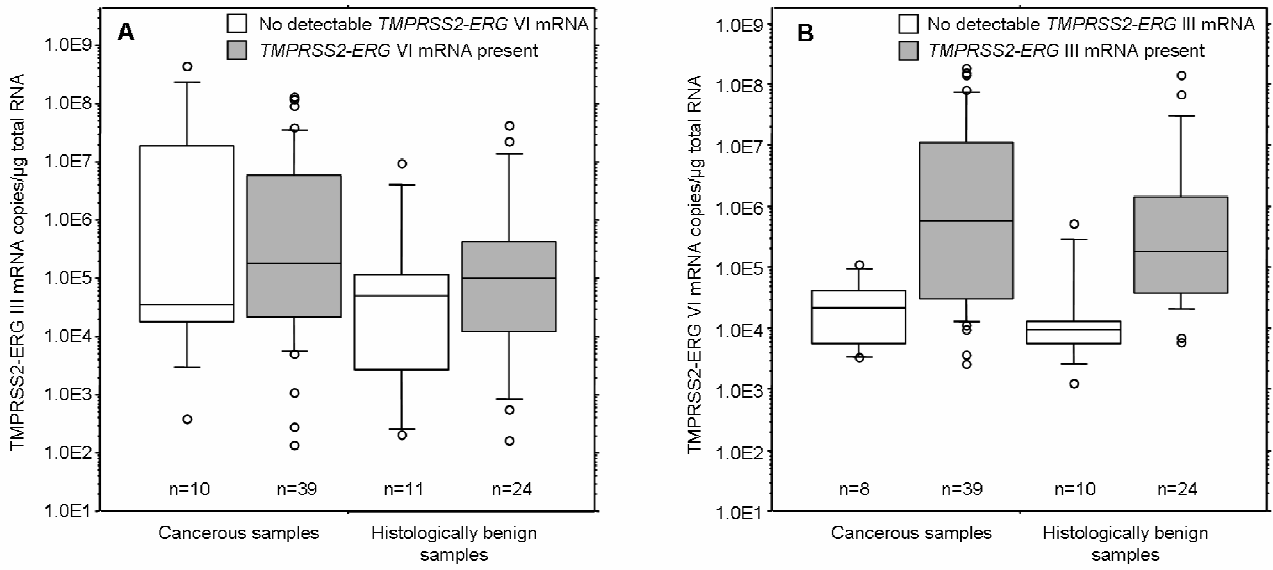 A
No detectable TMPRSS2-ERG VI mRNA
TMPRSS2-ERG VI mRNA present
TMPRSS2-ERG III mRNA copies/µg total RNA
1.0E9
1.0E8
1.0E7
1.0E6
1.0E5
1.0E4
1.0E3
1.0E2
1.0E1
n=10
n=39
n=11
n=24
Cancerous samples
Histologically benign
samples
B
No detectable TMPRSS2-ERG III mRNA
TMPRSS2-ERG III mRNA present
TMPRSS2-ERG VI mRNA copies/µg total RNA
1.0E9
1.0E8
1.0E7
1.0E6
1.0E5
1.0E4
1.0E3
1.0E2
1.0E1
n=8
n=39
n=10
n=24
Cancerous samples
Histologically benign
samples